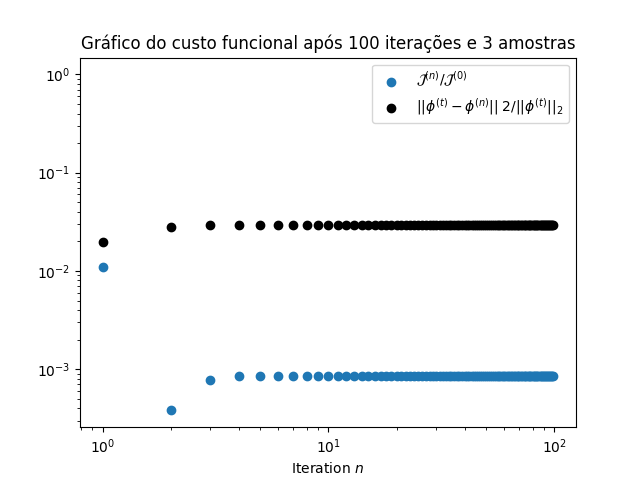 Gráfico do custo funcional após 100 iterações e 3 amostras
𝒥⁽ⁿ⁾/𝒥⁽⁰⁾
||ϕ⁽ᵗ⁾ − ϕ⁽ⁿ⁾|| 2/||ϕ⁽ᵗ⁾||₂
10⁰
10⁻¹
10⁻²
10⁻³
10⁰ 10¹ 10²
Iteration n